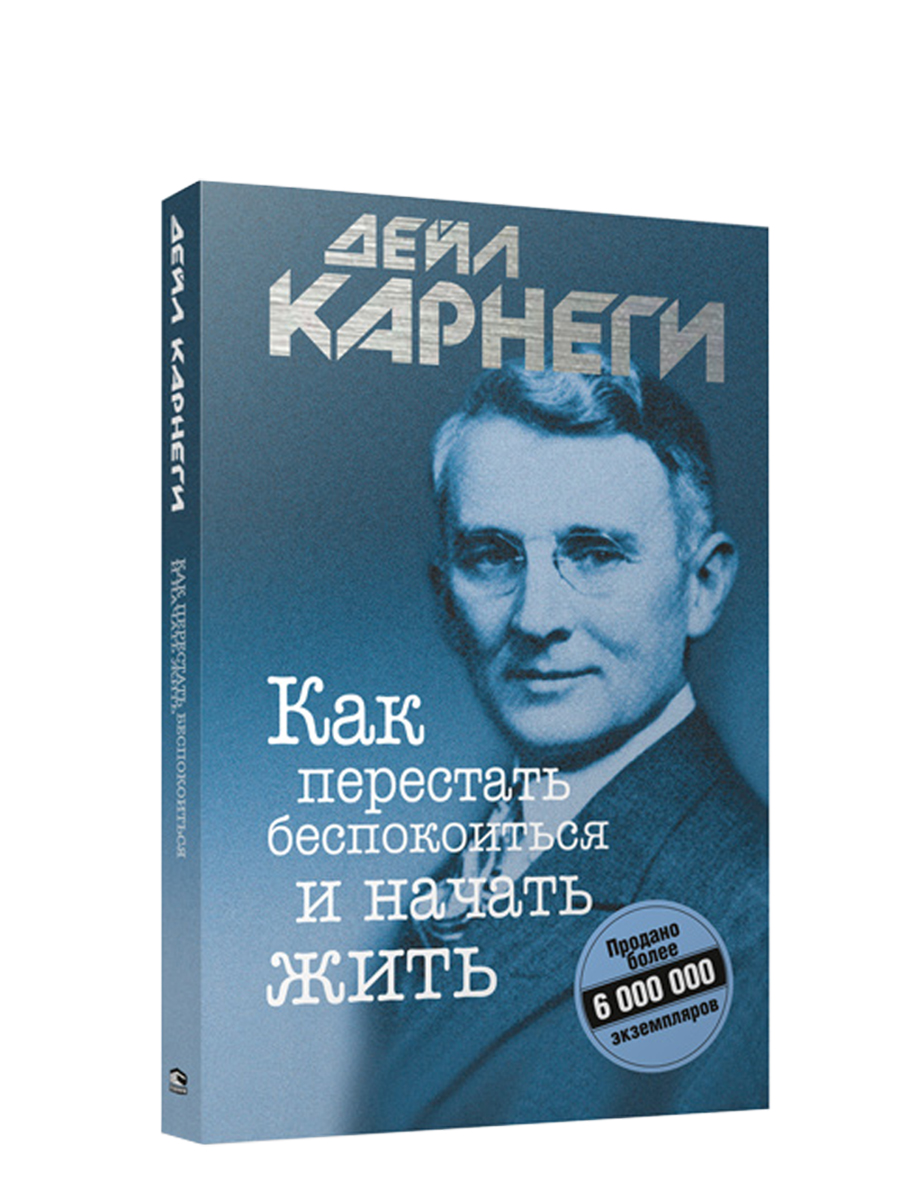 ДЕЙЛ КАРНЕГИ
КАК ПЕРЕСТАТЬ БЕСПОКОИТЬСЯ
И НАЧАТЬ ЖИТЬ
ДЕЙЛ
КАРНЕГИ
Как
перестать
беспокоиться
и начать
жить
Продано
более
6 000 000
экземпляров